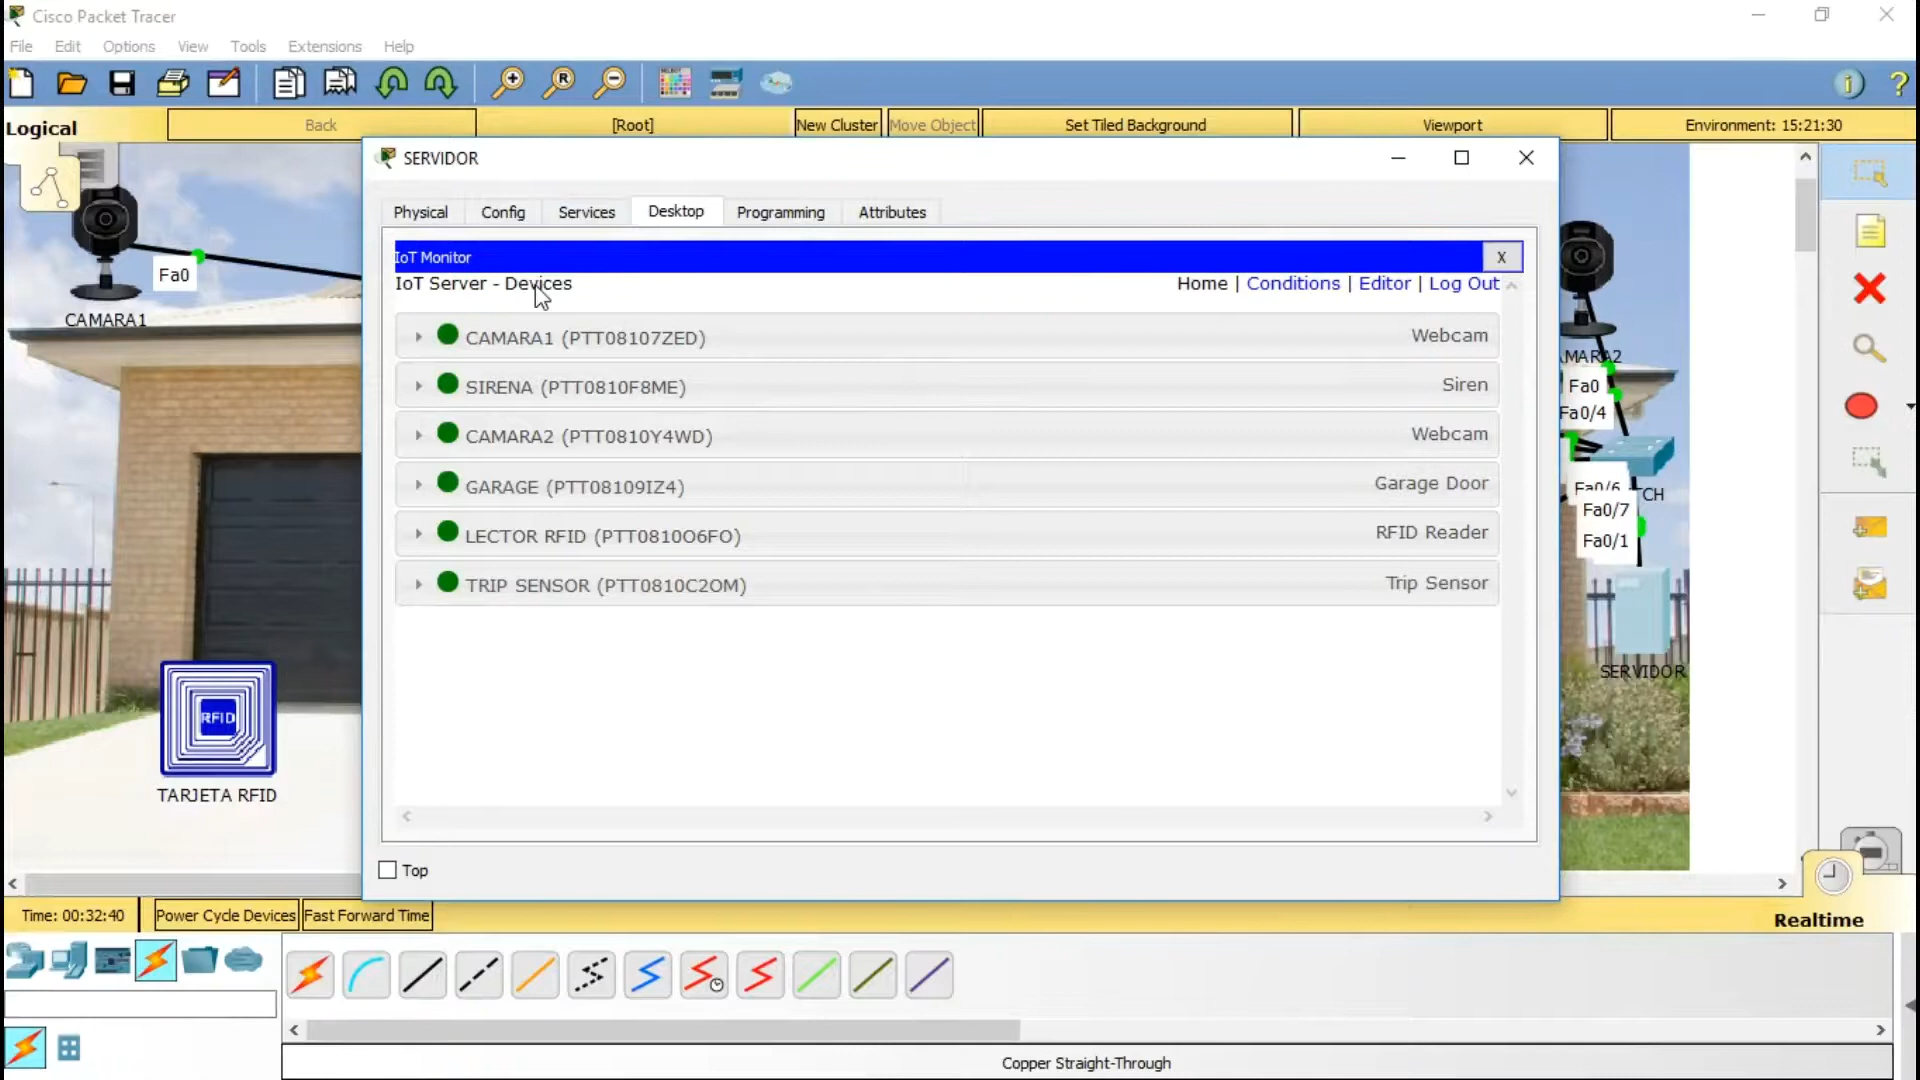 Cisco Packet Tracer
File Edit Options View Tools Extensions Help
Logical Back [Root] New Cluster Move Object Set Tiled Background Viewport Environment: 15:21:30
SERVIDOR
Physical Config Services Desktop Programming Attributes
IoT Monitor X
IoT Server - Devices Home | Conditions | Editor | Log Out
CAMARA1 (PTT08107ZED) Webcam
SIRENA (PTT0810F8ME) Siren
CAMARA2 (PTT0810Y4WD) Webcam
GARAGE (PTT08109IZ4) Garage Door
LECTOR RFID (PTT0810O6FO) RFID Reader
TRIP SENSOR (PTT0810C2OM) Trip Sensor
Top
Fa0
CAMARA1
RFID
TARJETA RFID
AMARA2
Fa0
Fa0/4
Fa0/6 TCH
Fa0/7
Fa0/1
SERVIDOR
Time: 00:32:40 Power Cycle Devices Fast Forward Time Realtime
Copper Straight-Through